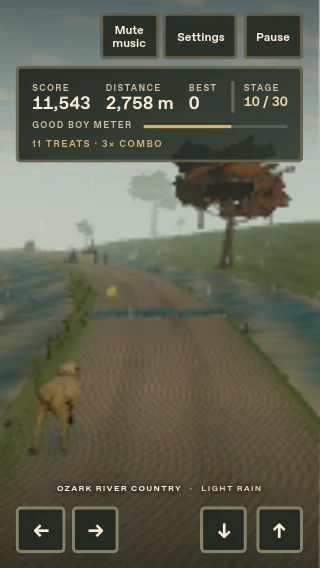 Mute music
Settings
Pause
SCORE DISTANCE BEST STAGE
11,543 2,758 m 0 10 / 30
GOOD BOY METER
11 TREATS · 3× COMBO
OZARK RIVER COUNTRY · LIGHT RAIN
← → ↓ ↑